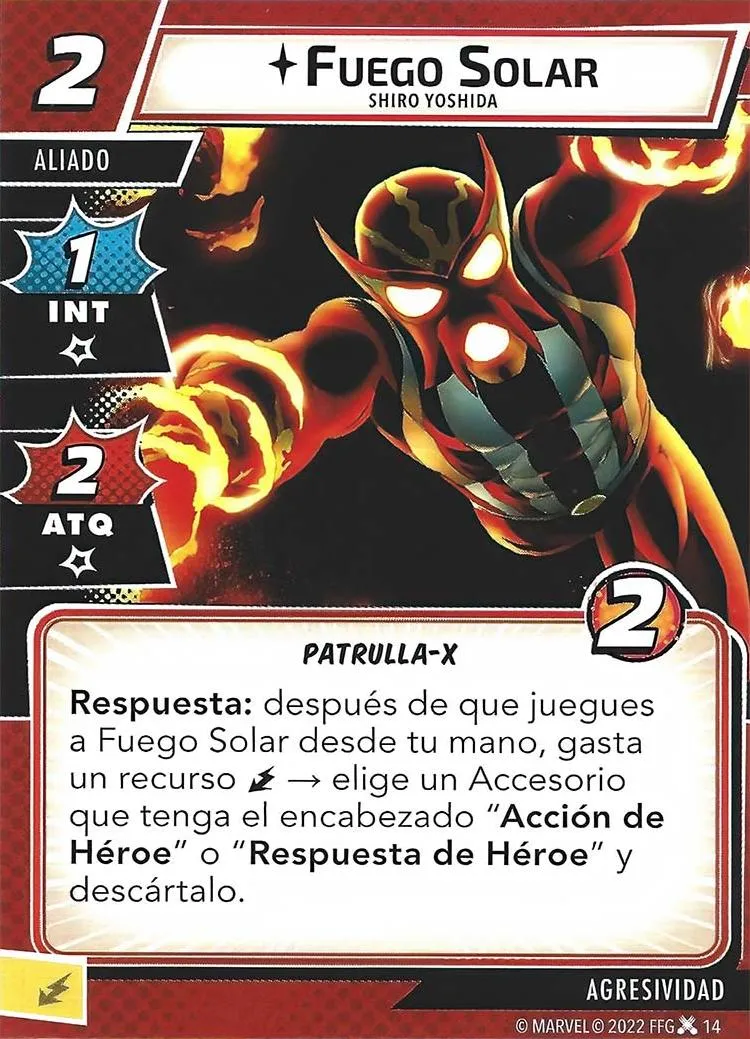 2
FUEGO SOLAR
SHIRO YOSHIDA
ALIADO
1
INT
2
ATQ
2
PATRULLA-X
Respuesta: después de que juegues
a Fuego Solar desde tu mano, gasta
un recurso → elige un Accesorio
que tenga el encabezado “Acción de
Héroe” o “Respuesta de Héroe” y
descártalo.
AGRESIVIDAD
© MARVEL © 2022 FFG 14